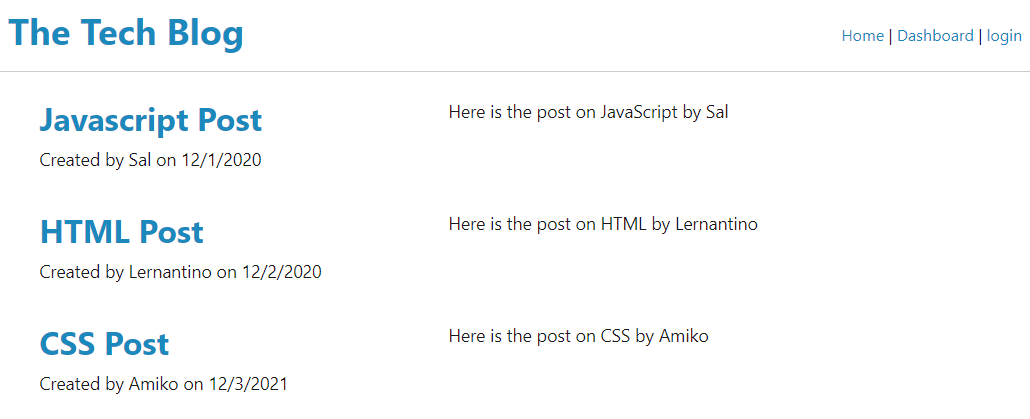 The Tech Blog
Home | Dashboard | login
Javascript Post
Here is the post on JavaScript by Sal
Created by Sal on 12/1/2020
HTML Post
Here is the post on HTML by Lernantino
Created by Lernantino on 12/2/2020
CSS Post
Here is the post on CSS by Amiko
Created by Amiko on 12/3/2021